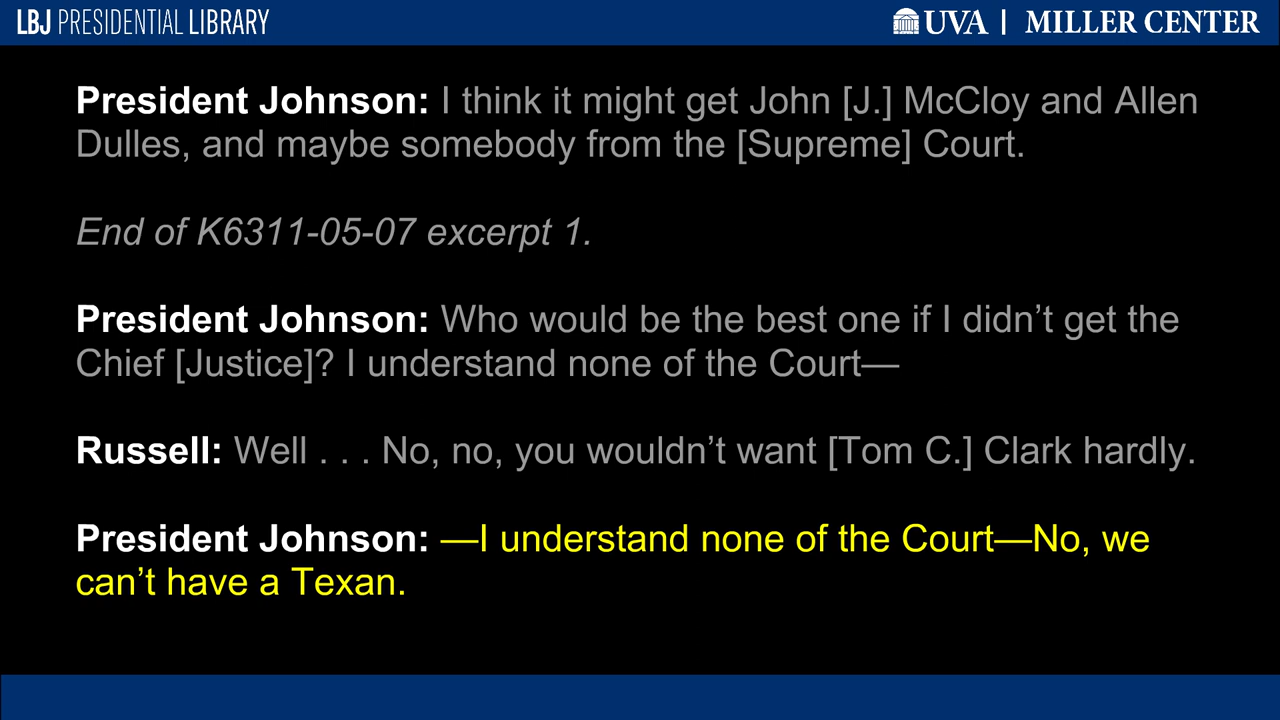 LBJ PRESIDENTIAL LIBRARY
UVA | MILLER CENTER
President Johnson: I think it might get John [J.] McCloy and Allen
Dulles, and maybe somebody from the [Supreme] Court.
End of K6311-05-07 excerpt 1.
President Johnson: Who would be the best one if I didn’t get the
Chief [Justice]? I understand none of the Court—
Russell: Well . . . No, no, you wouldn’t want [Tom C.] Clark hardly.
President Johnson: —I understand none of the Court—No, we
can’t have a Texan.